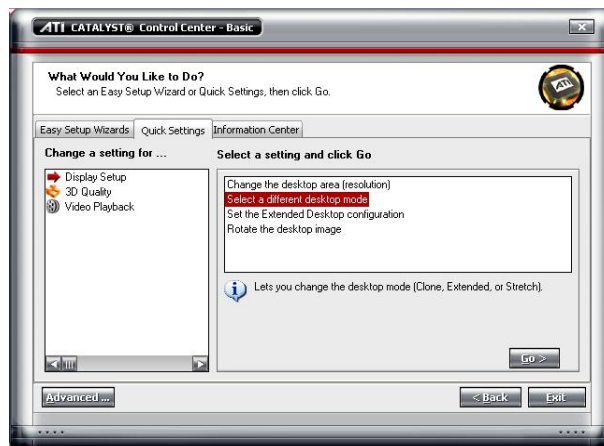 ATI CATALYST® Control Center - Basic
What Would You Like to Do?
Select an Easy Setup Wizard or Quick Settings, then click Go.
ATI
Easy Setup Wizards Quick Settings Information Center
Change a setting for ...
Display Setup
3D Quality
Video Playback
Select a setting and click Go
Change the desktop area (resolution)
Select a different desktop mode
Set the Extended Desktop configuration
Rotate the desktop image
Lets you change the desktop mode (Clone, Extended, or Stretch).
Go >
Advanced ...
< Back
Exit